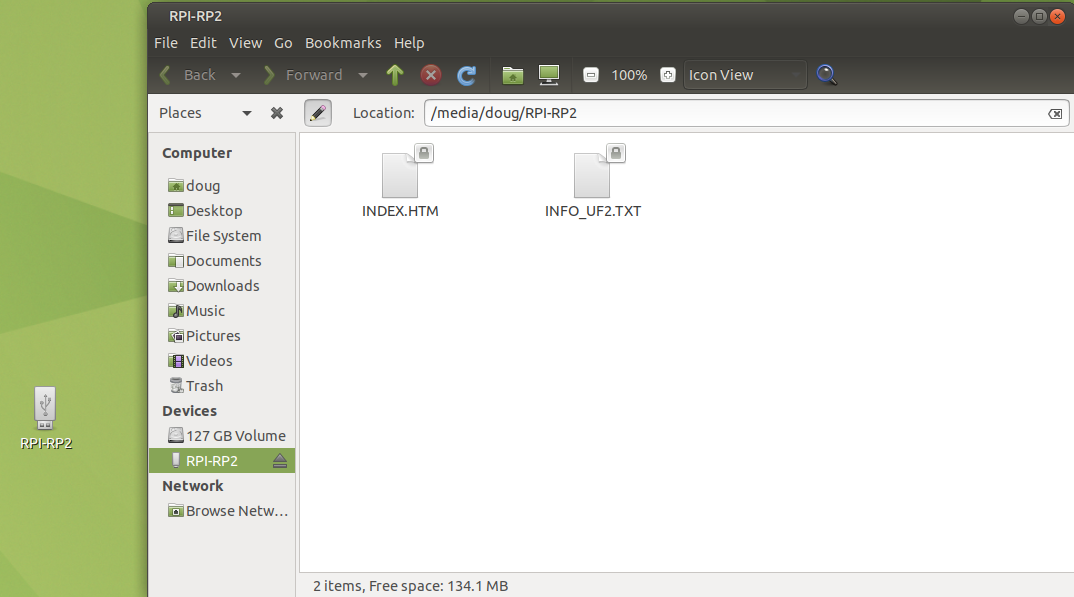 RPI-RP2
File Edit View Go Bookmarks Help
Back Forward 100% Icon View
Places Location: /media/doug/RPI-RP2
Computer
doug
Desktop
File System
Documents
Downloads
Music
Pictures
Videos
Trash
Devices
127 GB Volume
RPI-RP2
Network
Browse Netw...
INDEX.HTM INFO_UF2.TXT
2 items, Free space: 134.1 MB
RPI-RP2